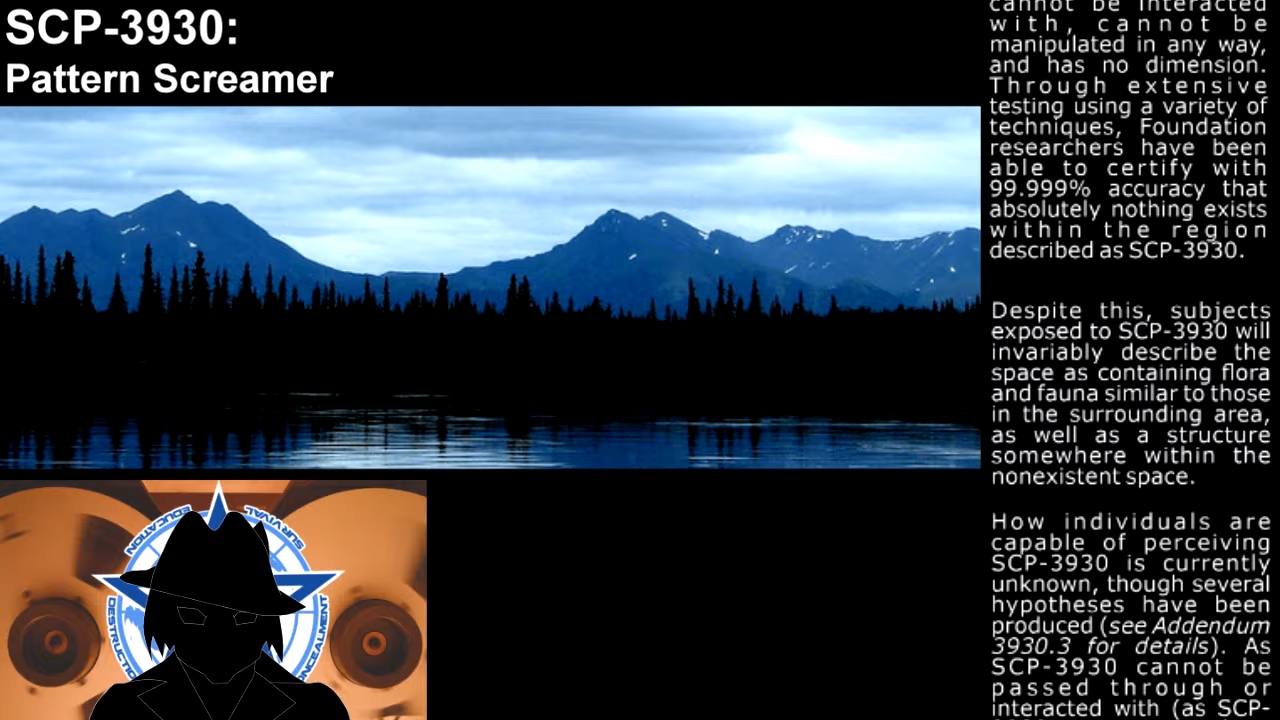 SCP-3930:
Pattern Screamer
cannot be interacted
with, cannot be
manipulated in any way,
and has no dimension.
Through extensive
testing using a variety of
techniques, Foundation
researchers have been
able to certify with
99.999% accuracy that
absolutely nothing exists
within the region
described as SCP-3930.
Despite this, subjects
exposed to SCP-3930 will
invariably describe the
space as containing flora
and fauna similar to those
in the surrounding area,
as well as a structure
somewhere within the
nonexistent space.
How individuals are
capable of perceiving
SCP-3930 is currently
unknown, though several
hypotheses have been
produced (see Addendum
3930.3 for details). As
SCP-3930 cannot be
passed through or
interacted with (as SCP-
EDUCATION
SURVIVAL